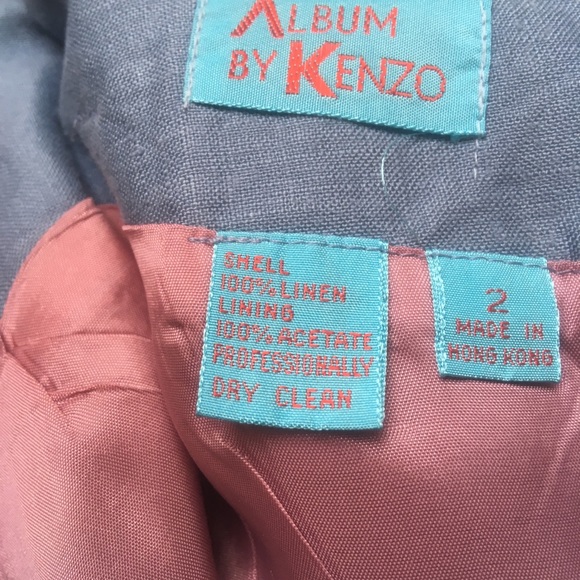 ALBUM
BY KENZO
SHELL
100% LINEN
LINING
100% ACETATE
PROFESSIONALLY
DRY CLEAN
2
MADE IN
HONG KONG